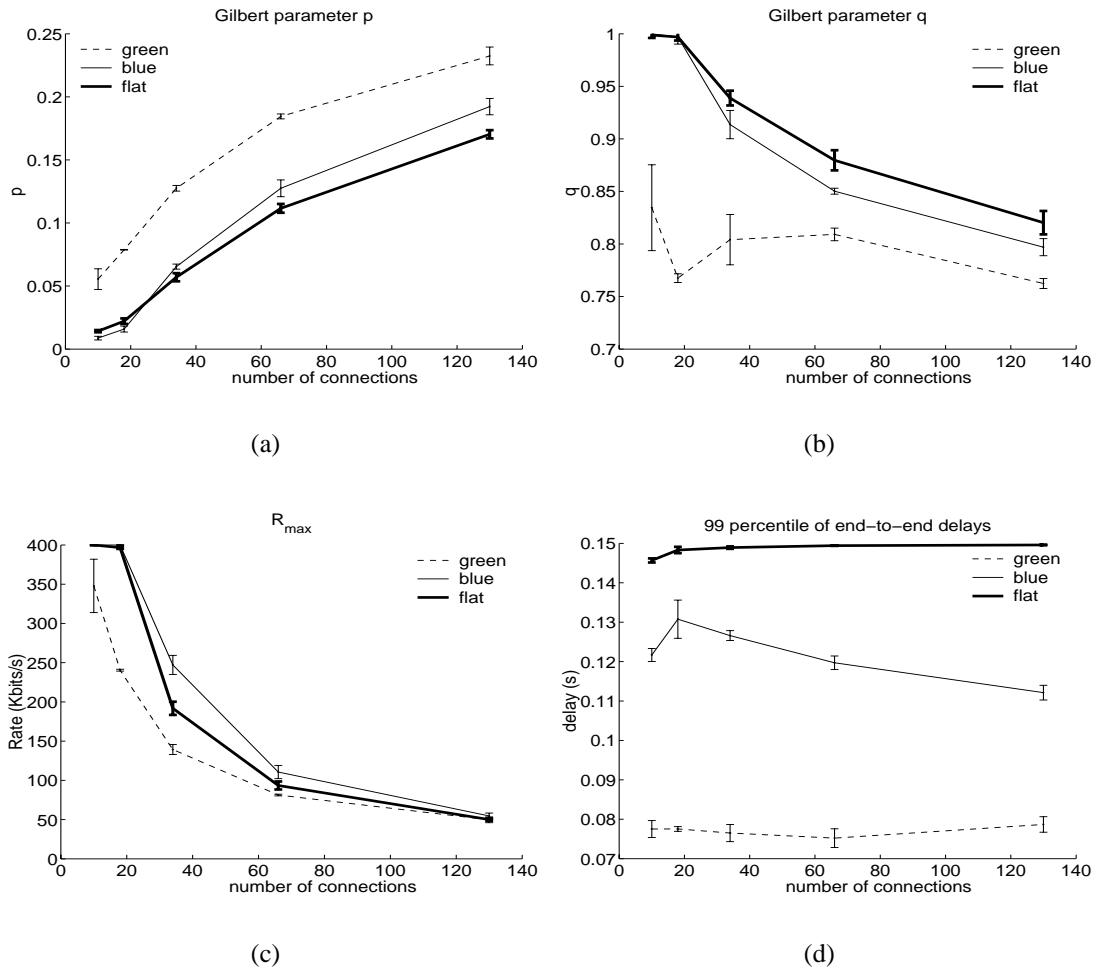 Gilbert parameter p
0.25
0.2
0.15
0.1
0.05
0
p
green
blue
flat
0 20 40 60 80 100 120 140
number of connections
(a)
Gilbert parameter q
1
0.95
0.9
0.85
0.8
0.75
0.7
q
green
blue
flat
0 20 40 60 80 100 120 140
number of connections
(b)
R_max
400
350
300
250
200
150
100
50
0
Rate (Kbits/s)
green
blue
flat
0 20 40 60 80 100 120 140
number of connections
(c)
99 percentile of end−to−end delays
0.15
0.14
0.13
0.12
0.11
0.1
0.09
0.08
0.07
delay (s)
green
blue
flat
0 20 40 60 80 100 120 140
number of connections
(d)